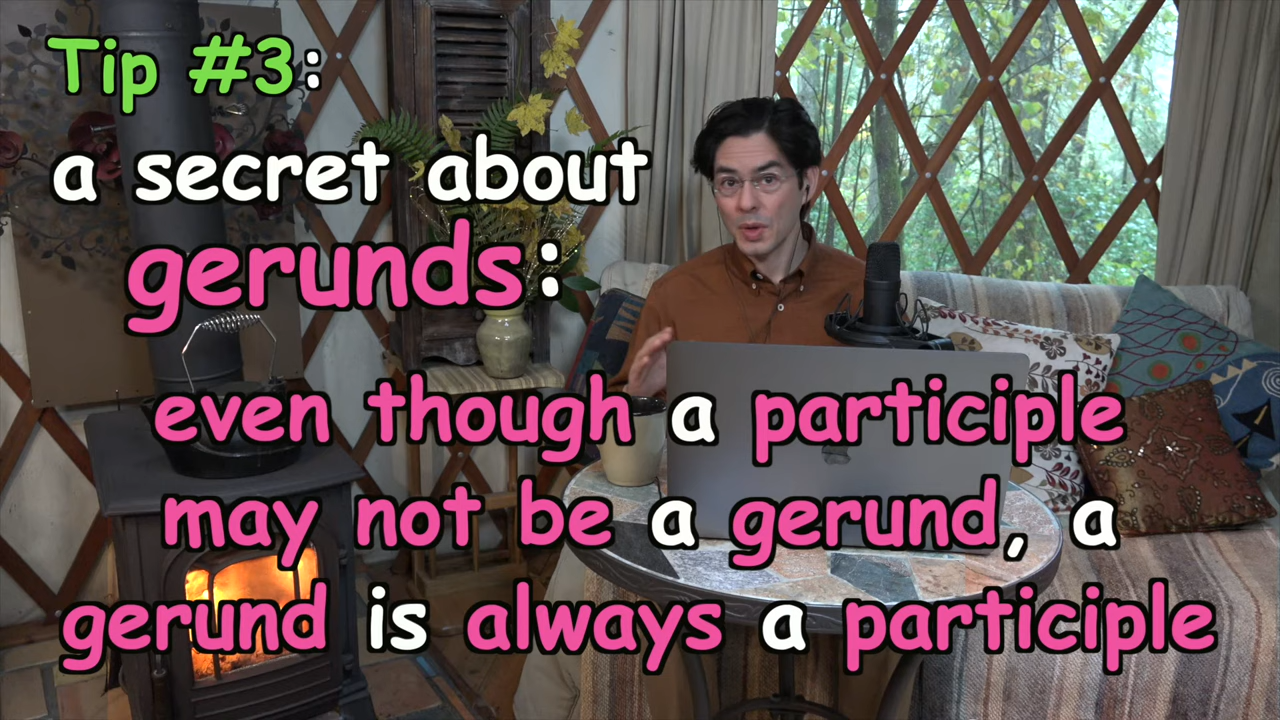 Tip #3:
a secret about
gerunds:
even though a participle
may not be a gerund, a
gerund is always a participle